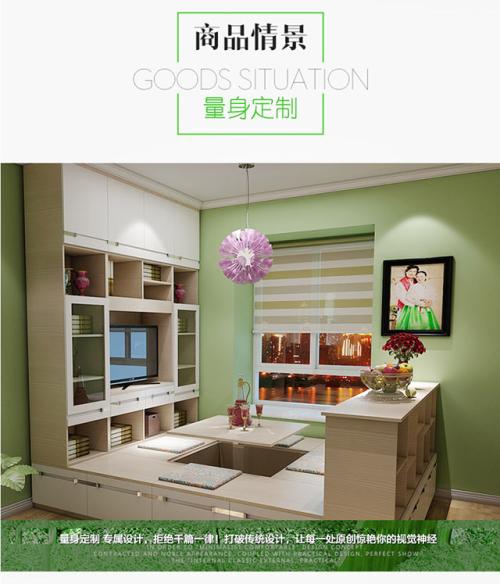 商品情景
GOODS SITUATION
量身定制
量身定制 专属设计，拒绝千篇一律！打破传统设计，让每一处原创惊艳你的视觉神经
IN ORDER TO "MINIMALIST COMFORTABLE" DESIGN CONCEPT
CONTRACTED AND NOBLE APPEARANCE, COUPLED WITH PRACTICAL DESIGN, PERFECT SHOW
THE "INTERNAL CLASSIC EXTERNAL, PRACTICAL"